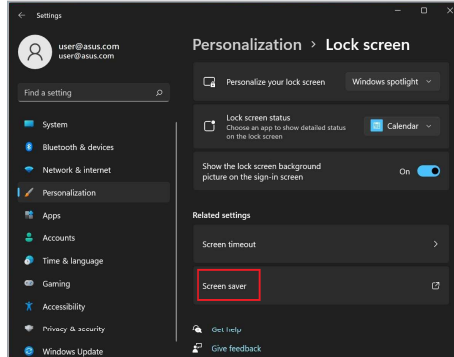 Settings
user@asus.com
user@asus.com
Find a setting
System
Bluetooth & devices
Network & internet
Personalization
Apps
Accounts
Time & language
Gaming
Accessibility
Privacy & security
Windows Update
Personalization > Lock screen
Personalize your lock screen
Windows spotlight
Lock screen status
Choose an app to show detailed status
on the lock screen
Calendar
Show the lock screen background
picture on the sign-in screen
On
Related settings
Screen timeout
Screen saver
Get help
Give feedback